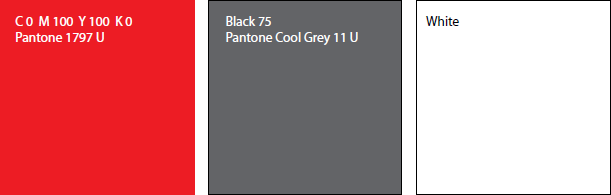 C 0 M 100 Y 100 K 0
Pantone 1797 U
Black 75
Pantone Cool Grey 11 U
White